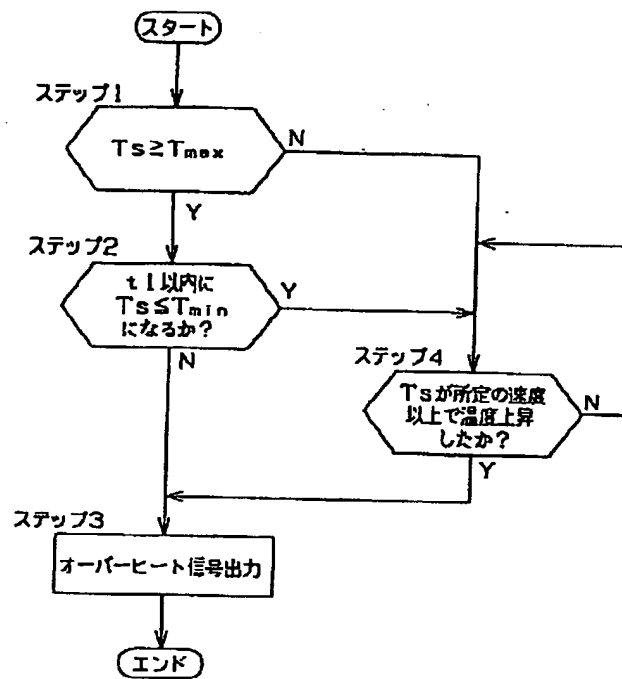 スタート
ステップ1
Ts≧Tmax
N
Y
ステップ2
t1以内に
Ts≦Tmin
になるか？
Y
N
ステップ4
Tsが所定の速度
以上で温度上昇
したか？
N
Y
ステップ3
オーバーヒート信号出力
エンド